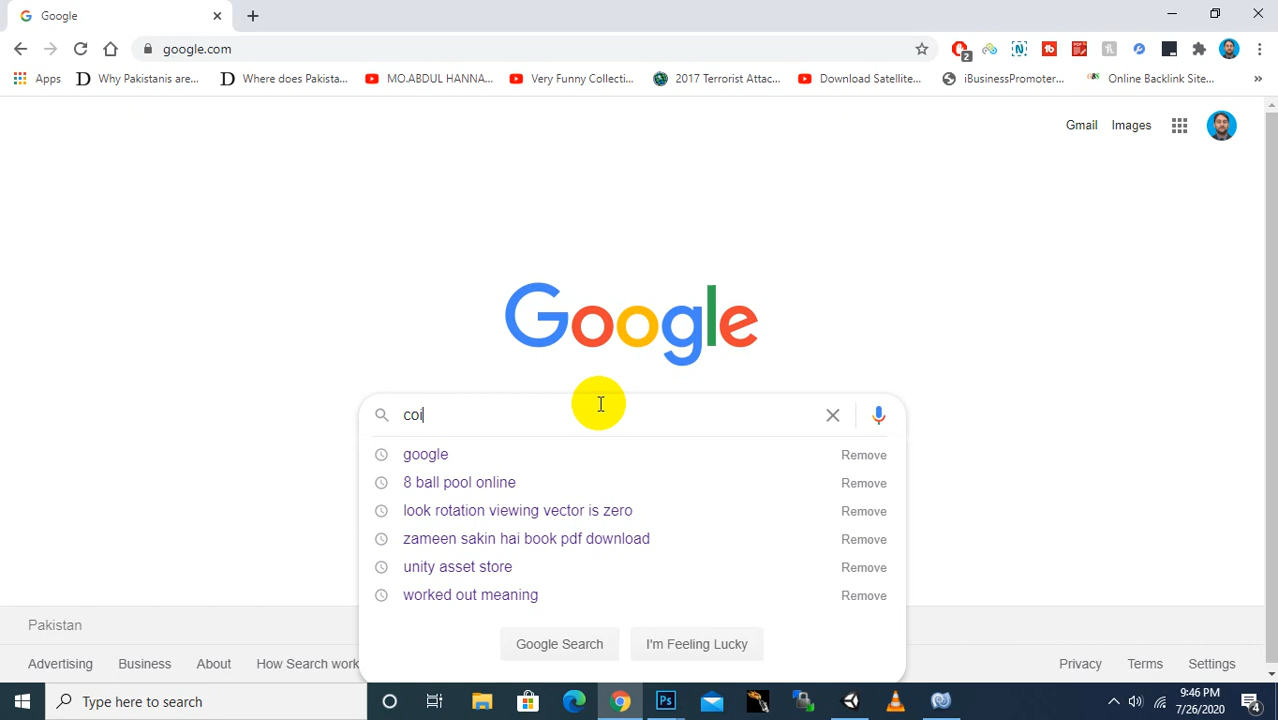 Google
google.com
2
Apps
Why Pakistanis are...
Where does Pakista...
MO.ABDUL HANNA...
Very Funny Collecti...
2017 Terrorist Attac...
Download Satellite...
iBusinessPromoter...
Online Backlink Site...
»
Gmail Images
Google
coi
google Remove
8 ball pool online Remove
look rotation viewing vector is zero Remove
zameen sakin hai book pdf download Remove
unity asset store Remove
worked out meaning Remove
Google Search I'm Feeling Lucky
Pakistan
Advertising Business About How Search work Privacy Terms Settings
Type here to search
Ps
9:46 PM
7/26/2020
4